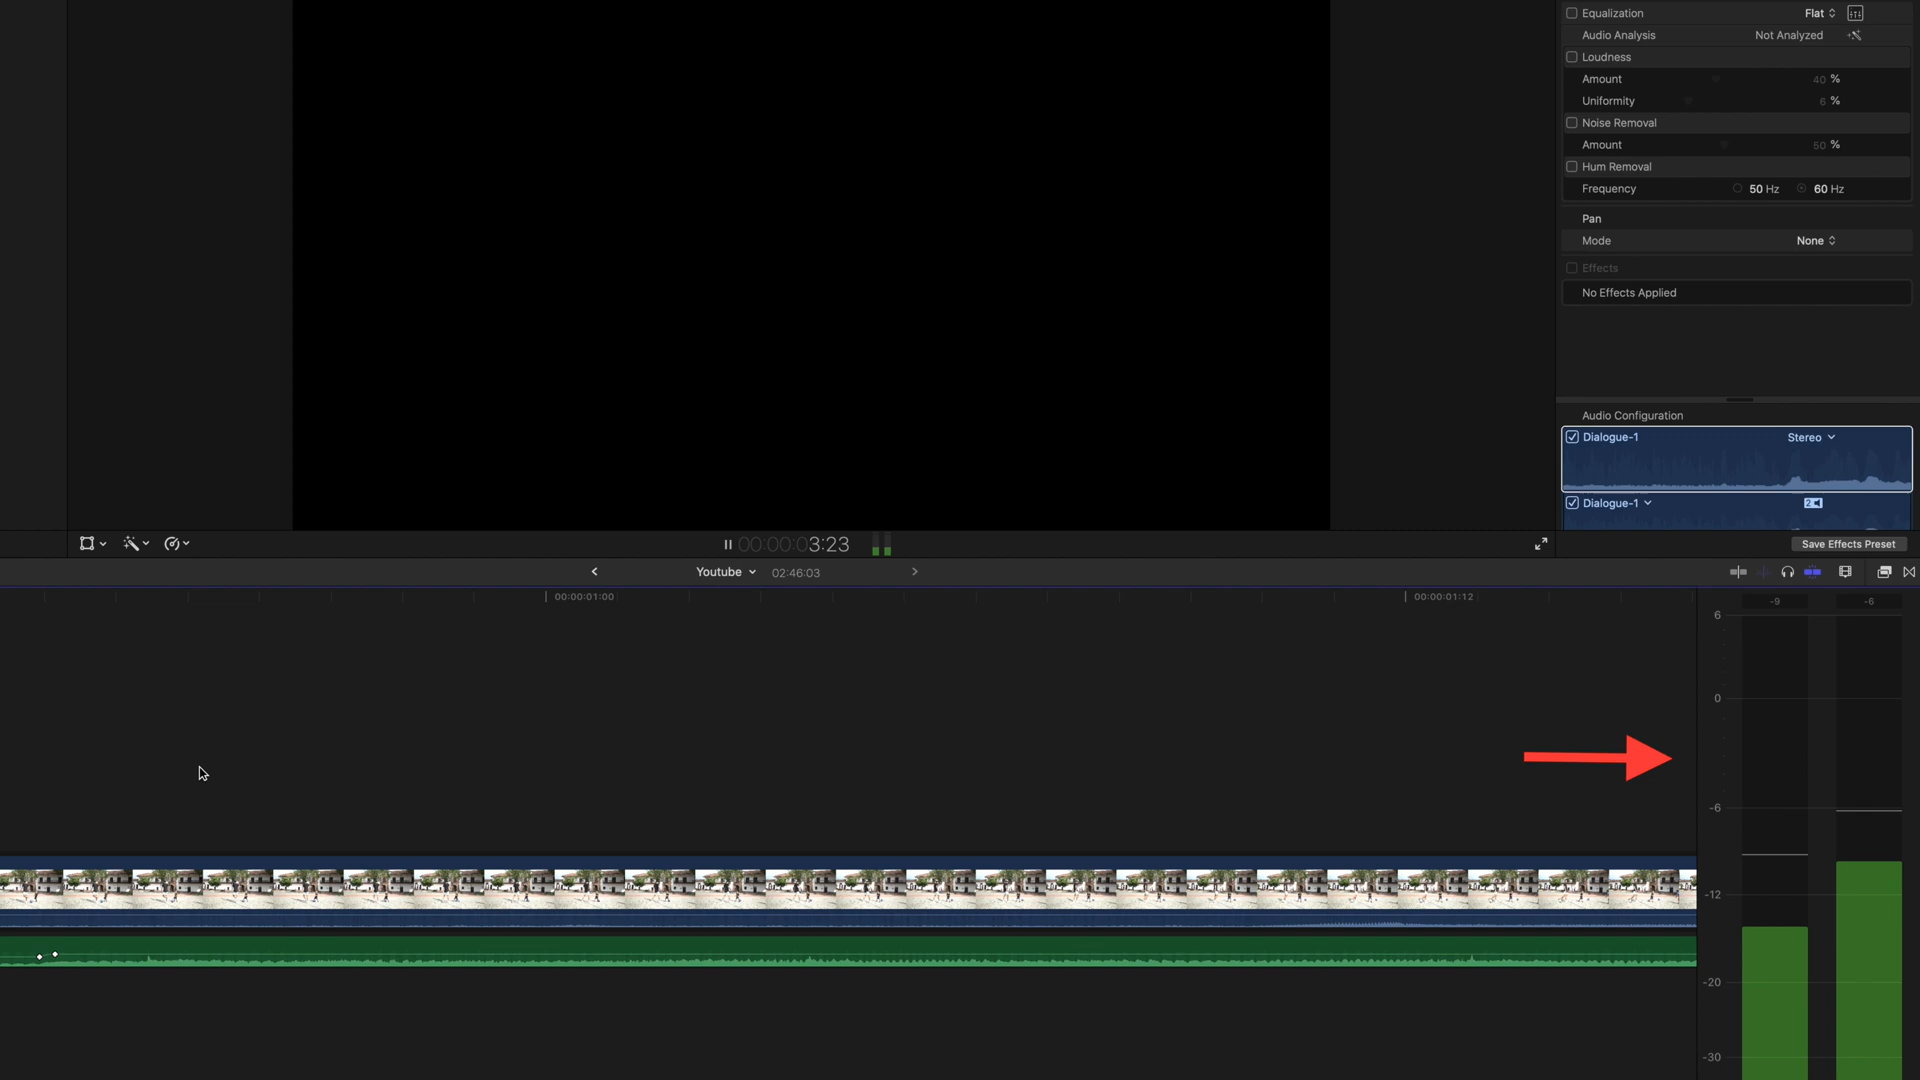 Equalization Flat
Audio Analysis Not Analyzed
Loudness
Amount 40 %
Uniformity 6 %
Noise Removal
Amount 50 %
Hum Removal
Frequency 50 Hz 60 Hz
Pan
Mode None
Effects
No Effects Applied
Audio Configuration
Dialogue-1 Stereo
Dialogue-1 2
00:00:03:23
Save Effects Preset
Youtube 02:46:03
00:00:01:00 00:00:01:12
-9 -6
6
0
-6
-12
-20
-30